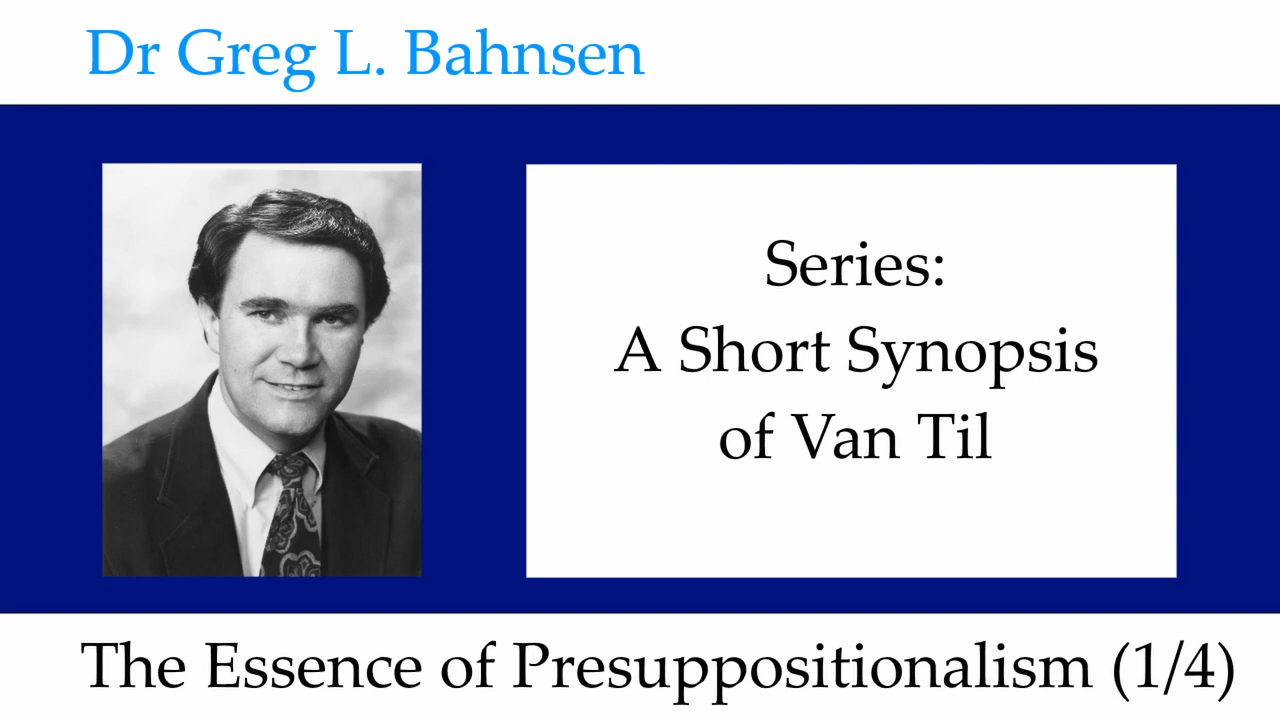 Dr Greg L. Bahnsen
Series:
A Short Synopsis
of Van Til
The Essence of Presuppositionalism (1/4)